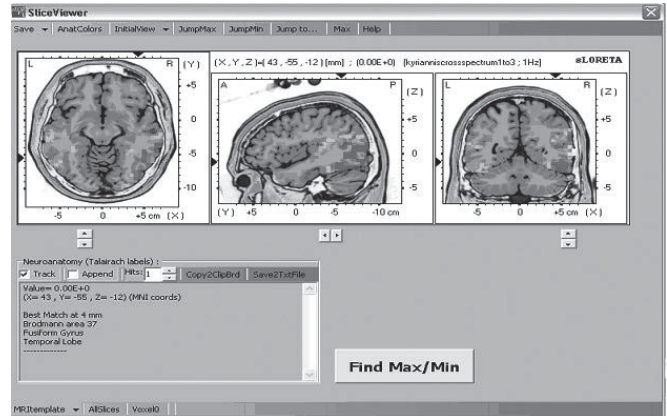 SliceViewer
Save AnatColors InitialView JumpMax JumpMin Jump to... Max Help
L R (Y) (X,Y,Z)=( 43 , -55 , -12 ) [mm] ; (0.00E+0) [kyrianniscrossspectrum1to3 ; 1Hz] sLORETA
A P (Z) L R (Z)
+5 +5 +5
0 0 0
-5 -5 -5
-10
-5 0 +5 cm (X) (Y) +5 0 -5 -10 cm -5 0 +5 cm (X)
Neuroanatomy (Talairach labels) :
Track Append Hits: 1 Copy2ClipBrd Save2TxtFile
Value= 0.00E+0
(X= 43 , Y= -55 , Z= -12) (MNI coords)
Best Match at 4 mm
Brodmann area 37
Fusiform Gyrus
Temporal Lobe
-------------
Find Max/Min
MRItemplate AllSlices Voxel0